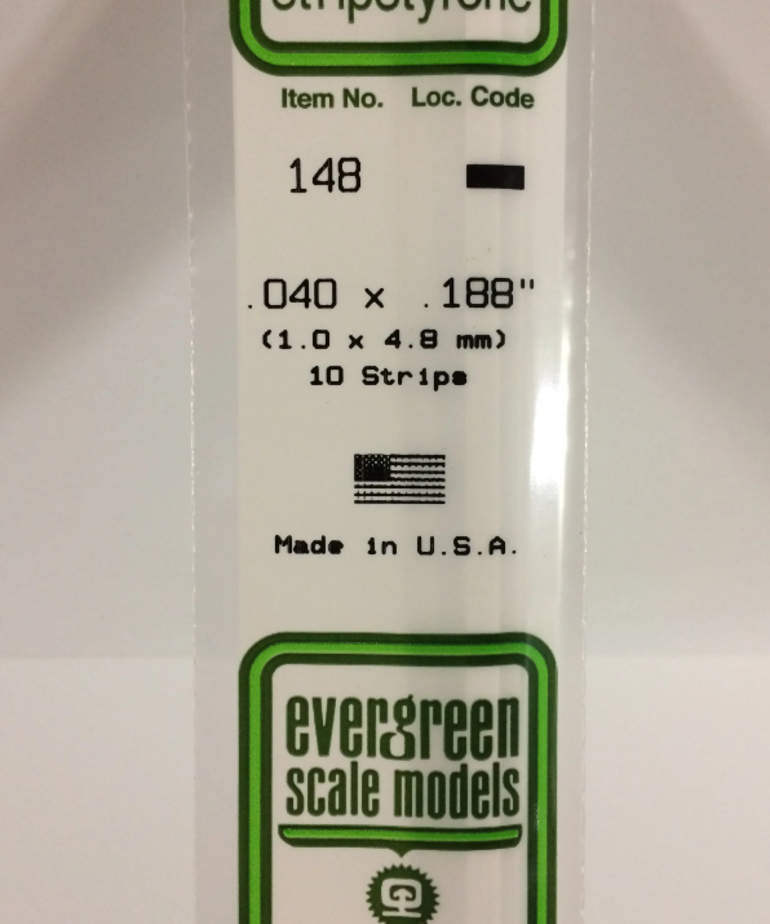 Item No. Loc. Code
148
.040 x .188"
(1.0 x 4.8 mm)
10 Strips
Made in U.S.A.
evergreen
scale models